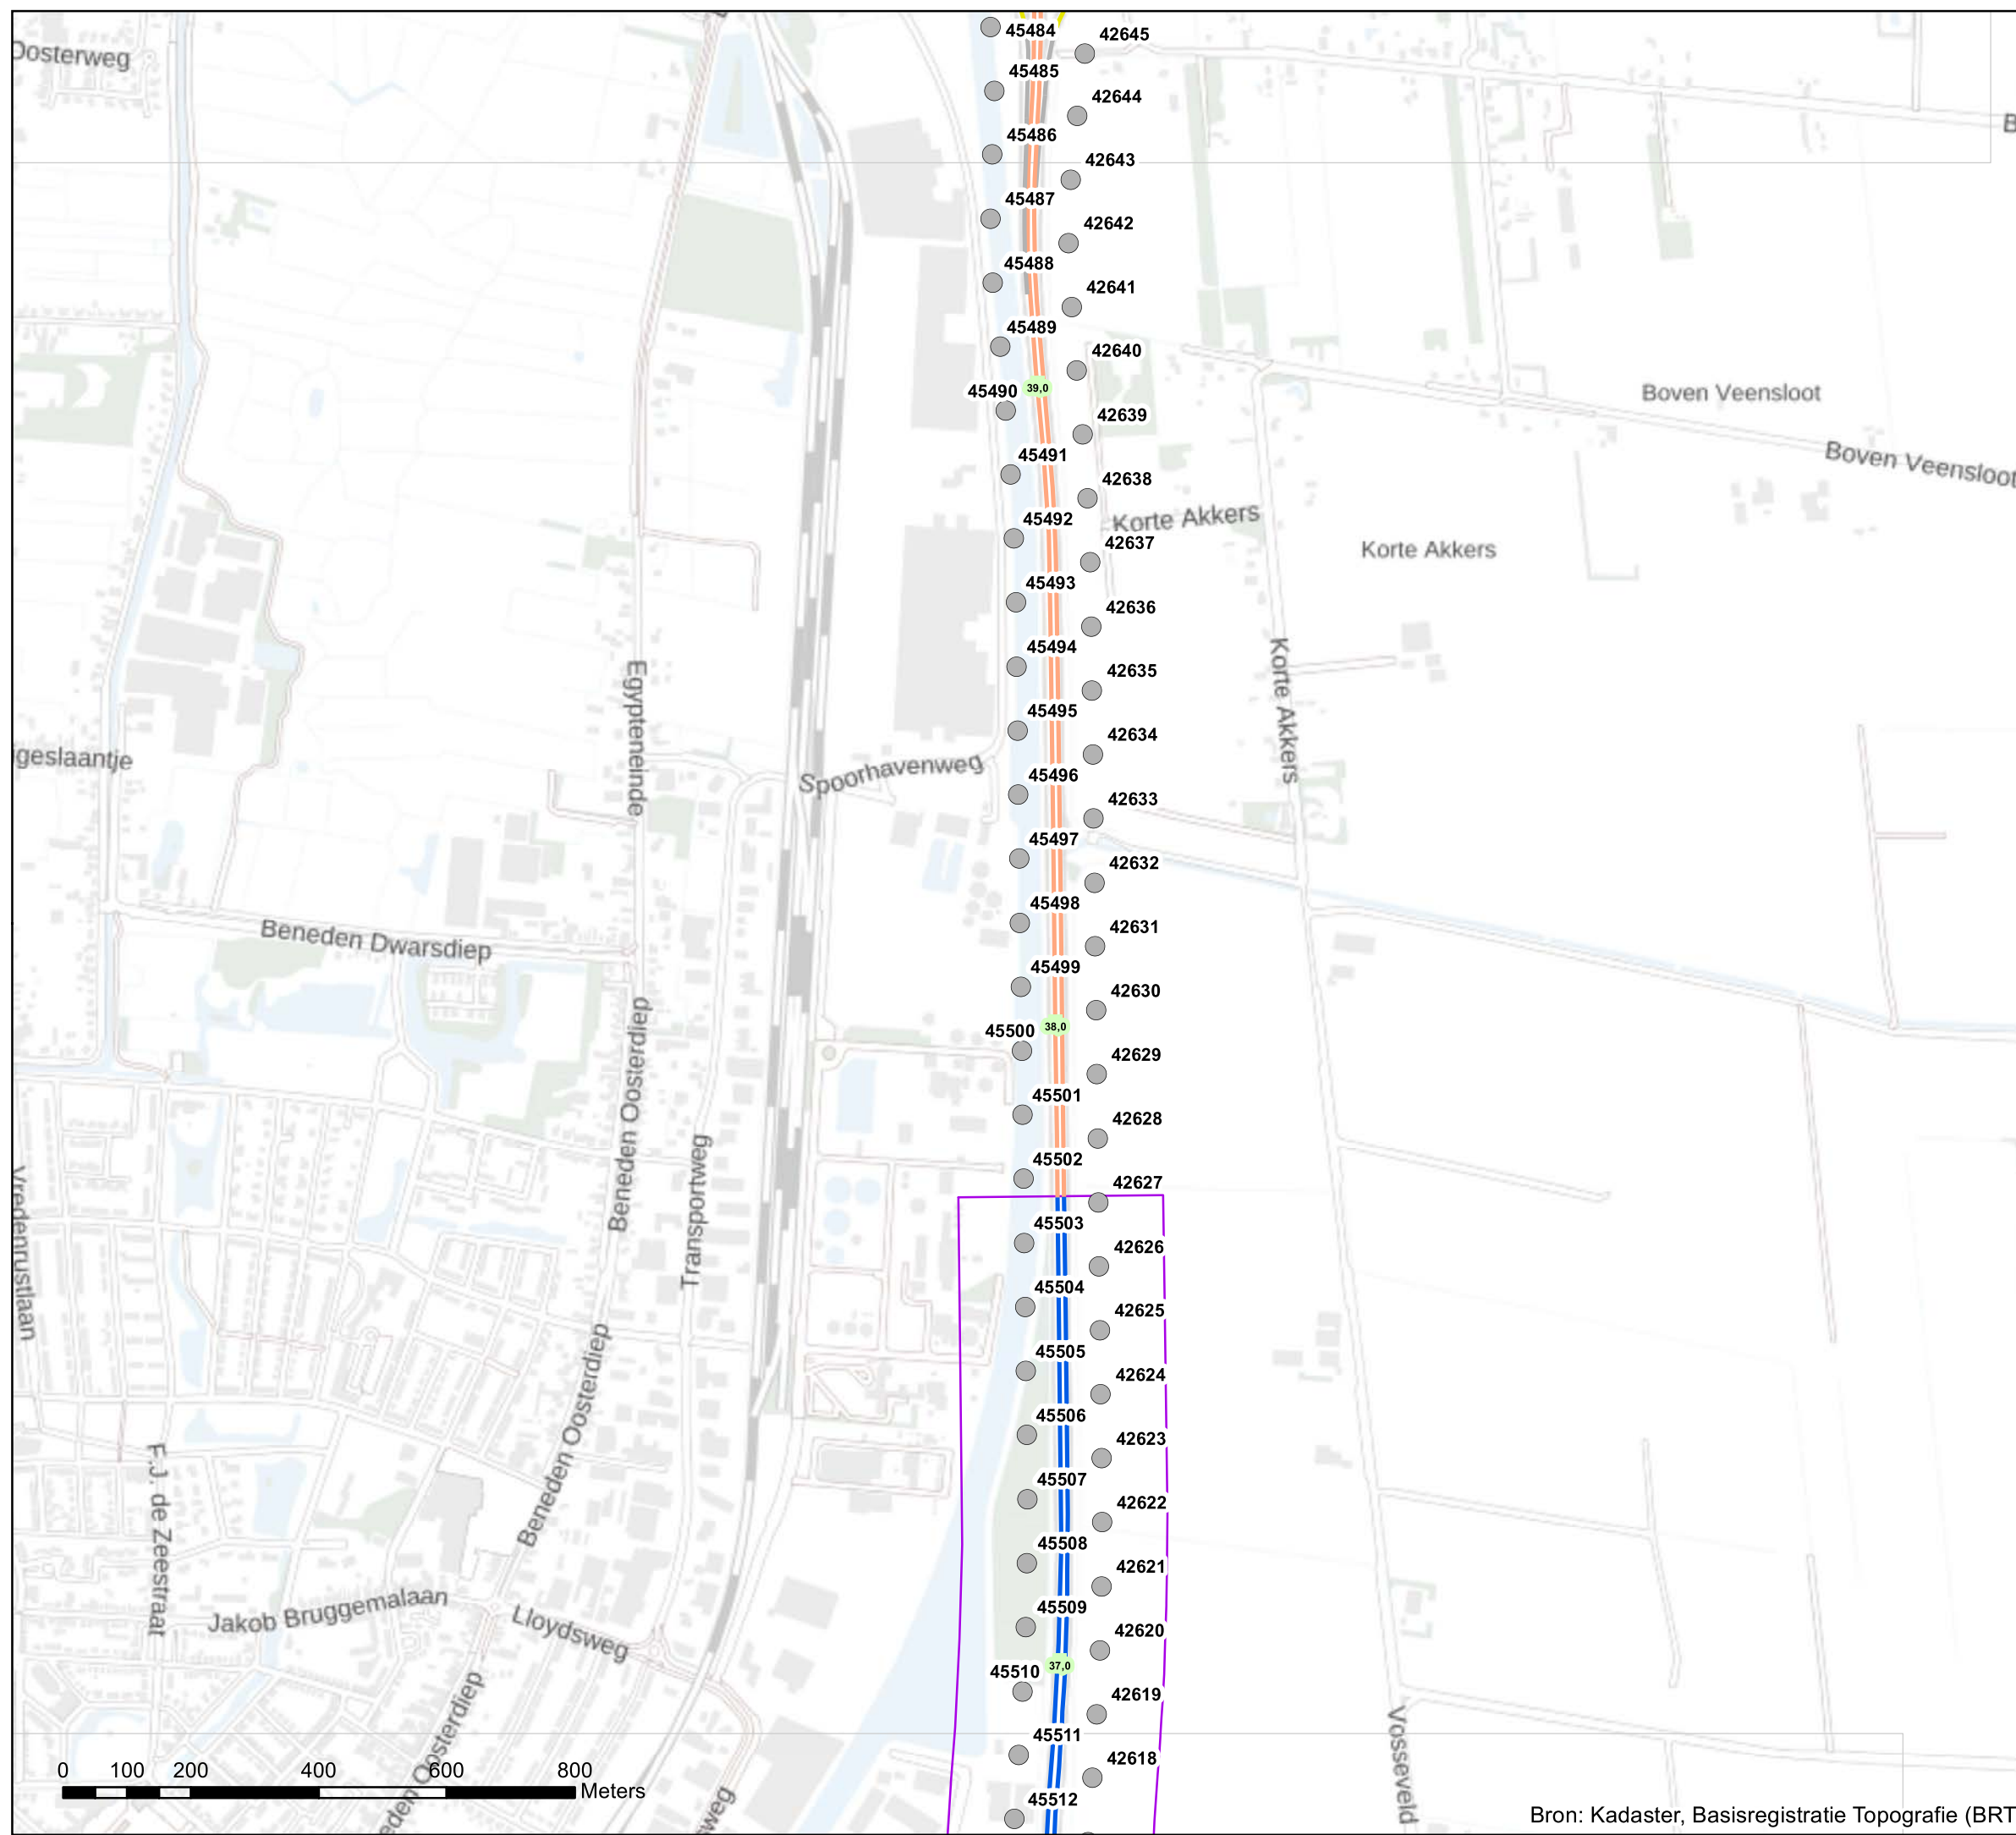 45484
42645
Oosterweg
45485
42644
45486
42643
45487
42642
45488
42641
45489
42640
39,0
45490
Boven Veensloot
42639
45491
Boven Veensloot
42638
45492
Korte Akkers
42637
Korte Akkers
45493
42636
45494
42635
Egypteneinde
Korte Akkers
45495
42634
igeslaantje
Spoorhavenweg
45496
42633
45497
42632
45498
42631
Beneden Dwarsdiep
45499
42630
38,0
45500
42629
Beneden Oosterdiep
45501
42628
45502
42627
Transportweg
Vredenrustlaan
45503
42626
45504
42625
45505
42624
Beneden Oosterdiep
45506
42623
45507
42622
F.J. de Zeestraat
45508
42621
Jakob Bruggemalaan
45509
Lloydsweg
42620
37,0
45510
42619
45511
42618
Beneden Oosterdiep
Vosseveld
45512
sweg
0 100 200 400 600 800
Meters
Bron: Kadaster, Basisregistratie Topografie (BRT